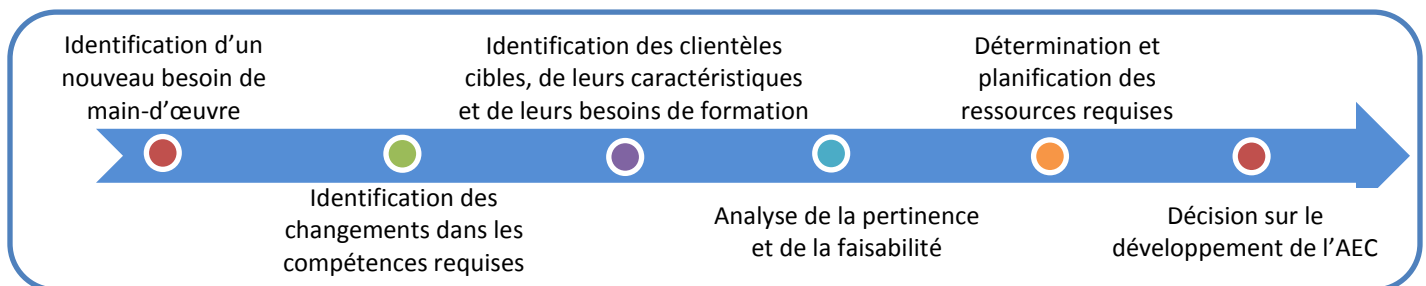 Identification d’un
nouveau besoin de
main-d’œuvre
Identification des
changements dans les
compétences requises
Identification des clientèles
cibles, de leurs caractéristiques
et de leurs besoins de formation
Analyse de la pertinence
et de la faisabilité
Détermination et
planification des
ressources requises
Décision sur le
développement de l’AEC